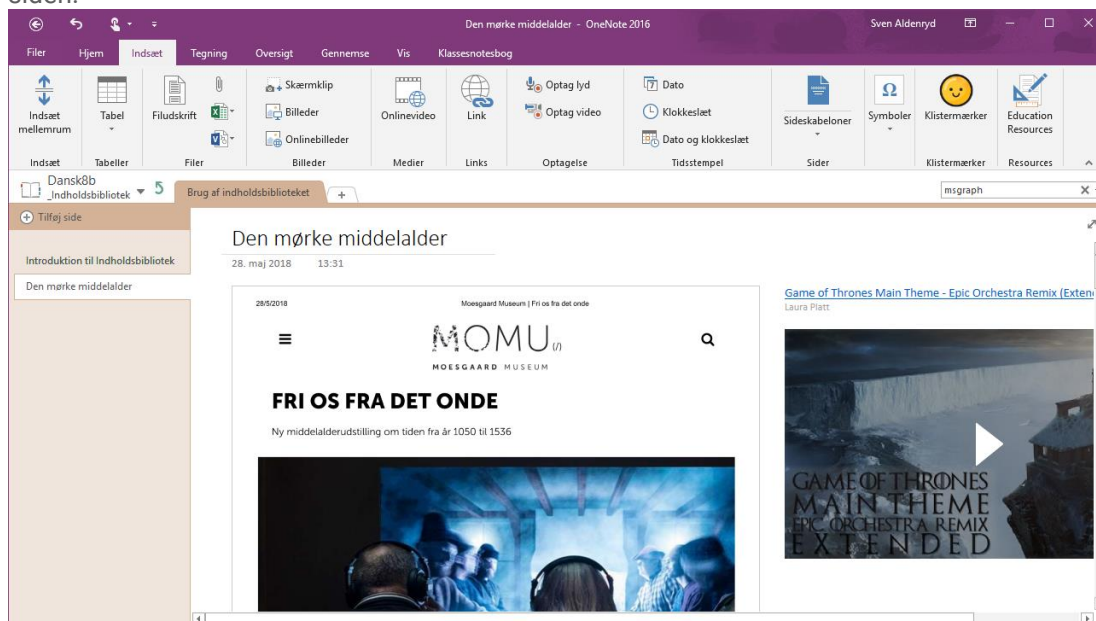 siden.
Den mørke middelalder - OneNote 2016
Sven Aldenryd
Filer Hjem Indsæt Tegning Oversigt Gennemse Vis Klassesnotesbog
Indsæt mellemrum
Tabel
Filudskrift
Skærmklip
Billeder
Onlinebilleder
Onlinevideo
Link
Optag lyd
Optag video
Dato
Klokkeslæt
Dato og klokkeslæt
Sideskabeloner
Symboler
Klistermærker
Education Resources
Indsæt Tabeller Filer Billeder Medier Links Optagelse Tidsstempel Sider Klistermærker Resources
Dansk8b
_Indholdsbibliotek
Brug af indholdsbiblioteket
msgraph
Tilføj side
Introduktion til Indholdsbibliotek
Den mørke middelalder
Den mørke middelalder
28. maj 2018 13:31
28/5/2018 Moesgaard Museum | Fri os fra det onde
MOMU(/)
MOESGAARD MUSEUM
FRI OS FRA DET ONDE
Ny middelalderudstilling om tiden fra år 1050 til 1536
Game of Thrones Main Theme - Epic Orchestra Remix (Exten
Laura Platt
GAME OF THRONES
MAIN THEME
EPIC ORCHESTRA REMIX
EXTENDED